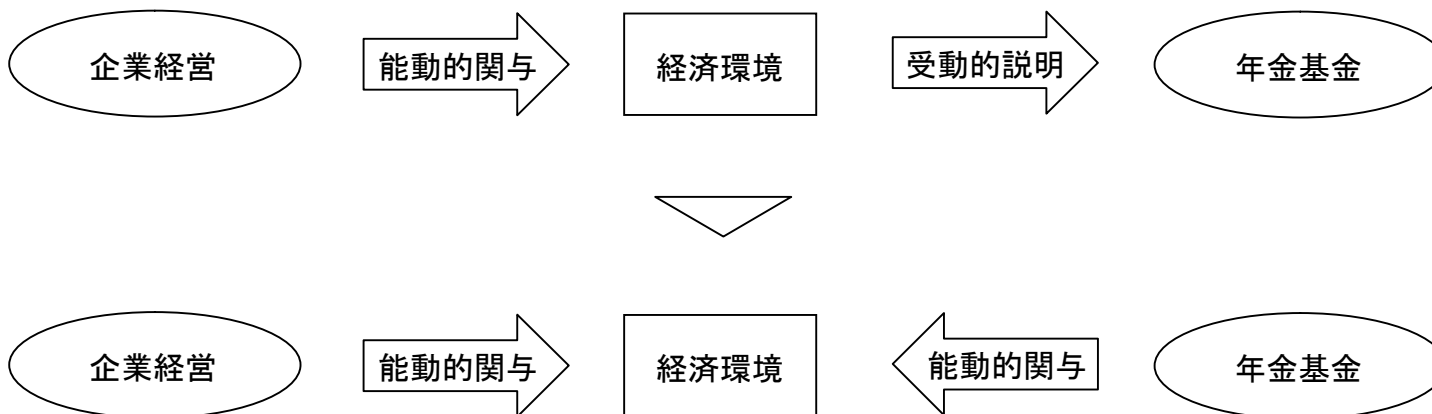 企業経営
能動的関与
経済環境
受動的説明
年金基金
企業経営
能動的関与
経済環境
能動的関与
年金基金